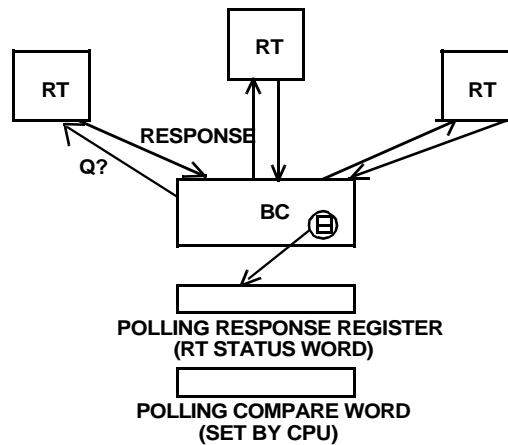 RT
RT
RT
RESPONSE
Q?
BC
POLLING RESPONSE REGISTER
(RT STATUS WORD)
POLLING COMPARE WORD
(SET BY CPU)